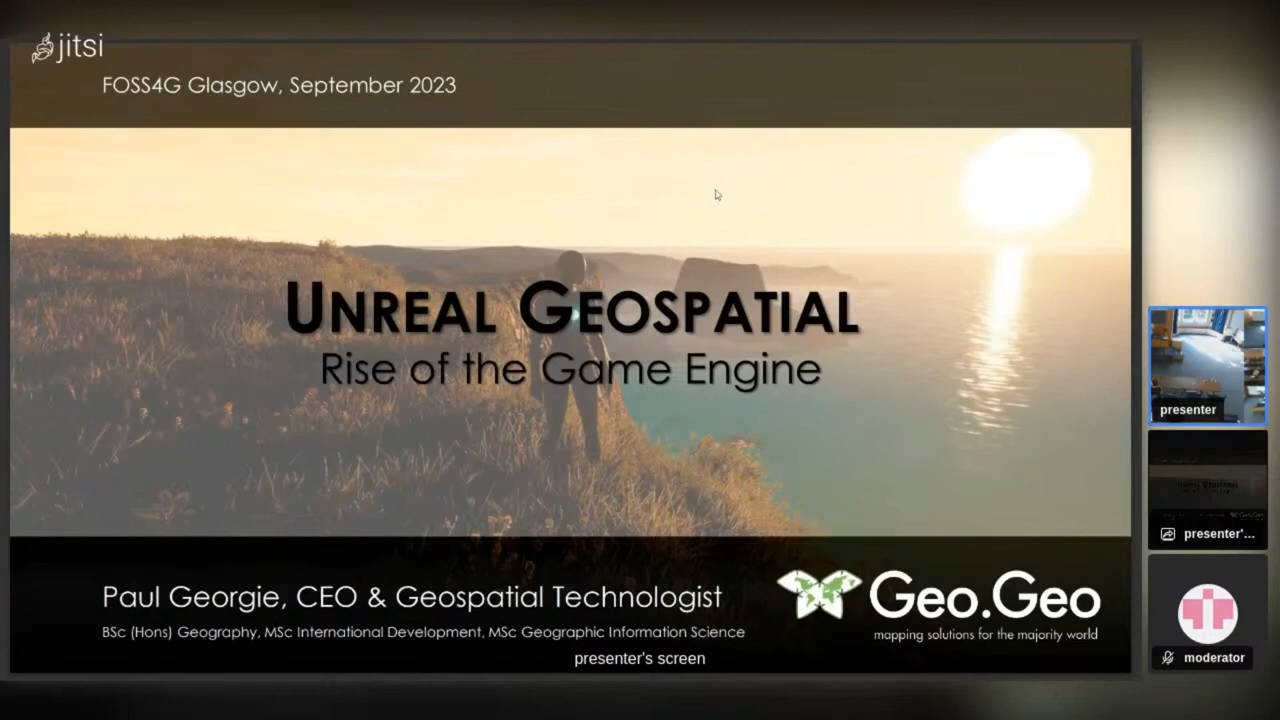 jitsi
FOSS4G Glasgow, September 2023
UNREAL GEOSPATIAL
Rise of the Game Engine
Paul Georgie, CEO & Geospatial Technologist
BSc (Hons) Geography, MSc International Development, MSc Geographic Information Science
Geo.Geo
mapping solutions for the majority world
presenter's screen
presenter
presenter'...
moderator